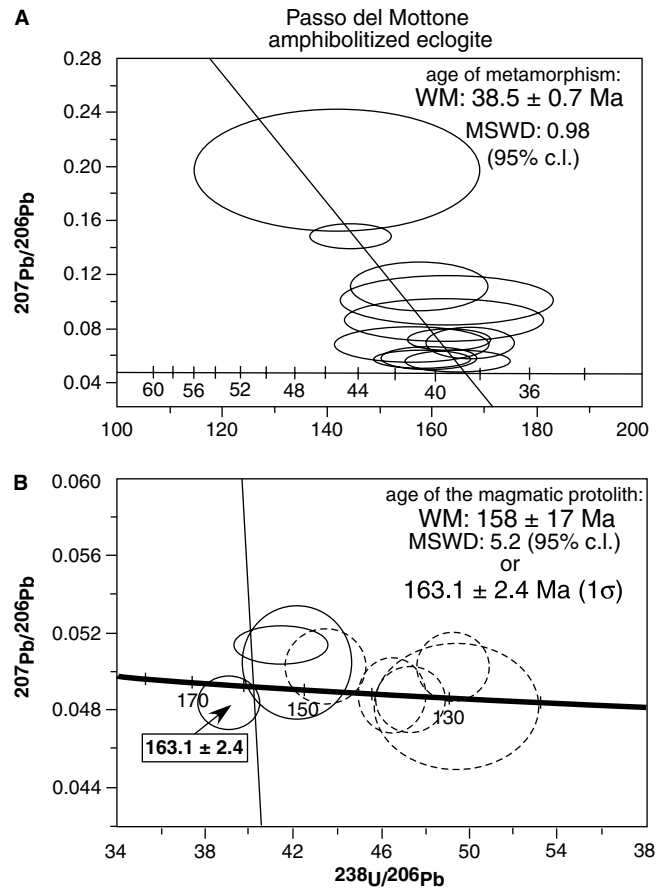 A
Passo del Mottone
amphibolitized eclogite
0.28
0.24
0.20
0.16
0.12
0.08
0.04
207Pb/206Pb
age of metamorphism:
WM: 38.5 ± 0.7 Ma
MSWD: 0.98
(95% c.l.)
60 56 52 48 44 40 36
100 140 160 180 200
B
0.060
0.056
0.052
0.048
0.044
207Pb/206Pb
age of the magmatic protolith:
WM: 158 ± 17 Ma
MSWD: 5.2 (95% c.l.)
or
163.1 ± 2.4 Ma (1σ)
170 150 130
163.1 ± 2.4
34 38 42 46 50 54 38
238U/206Pb